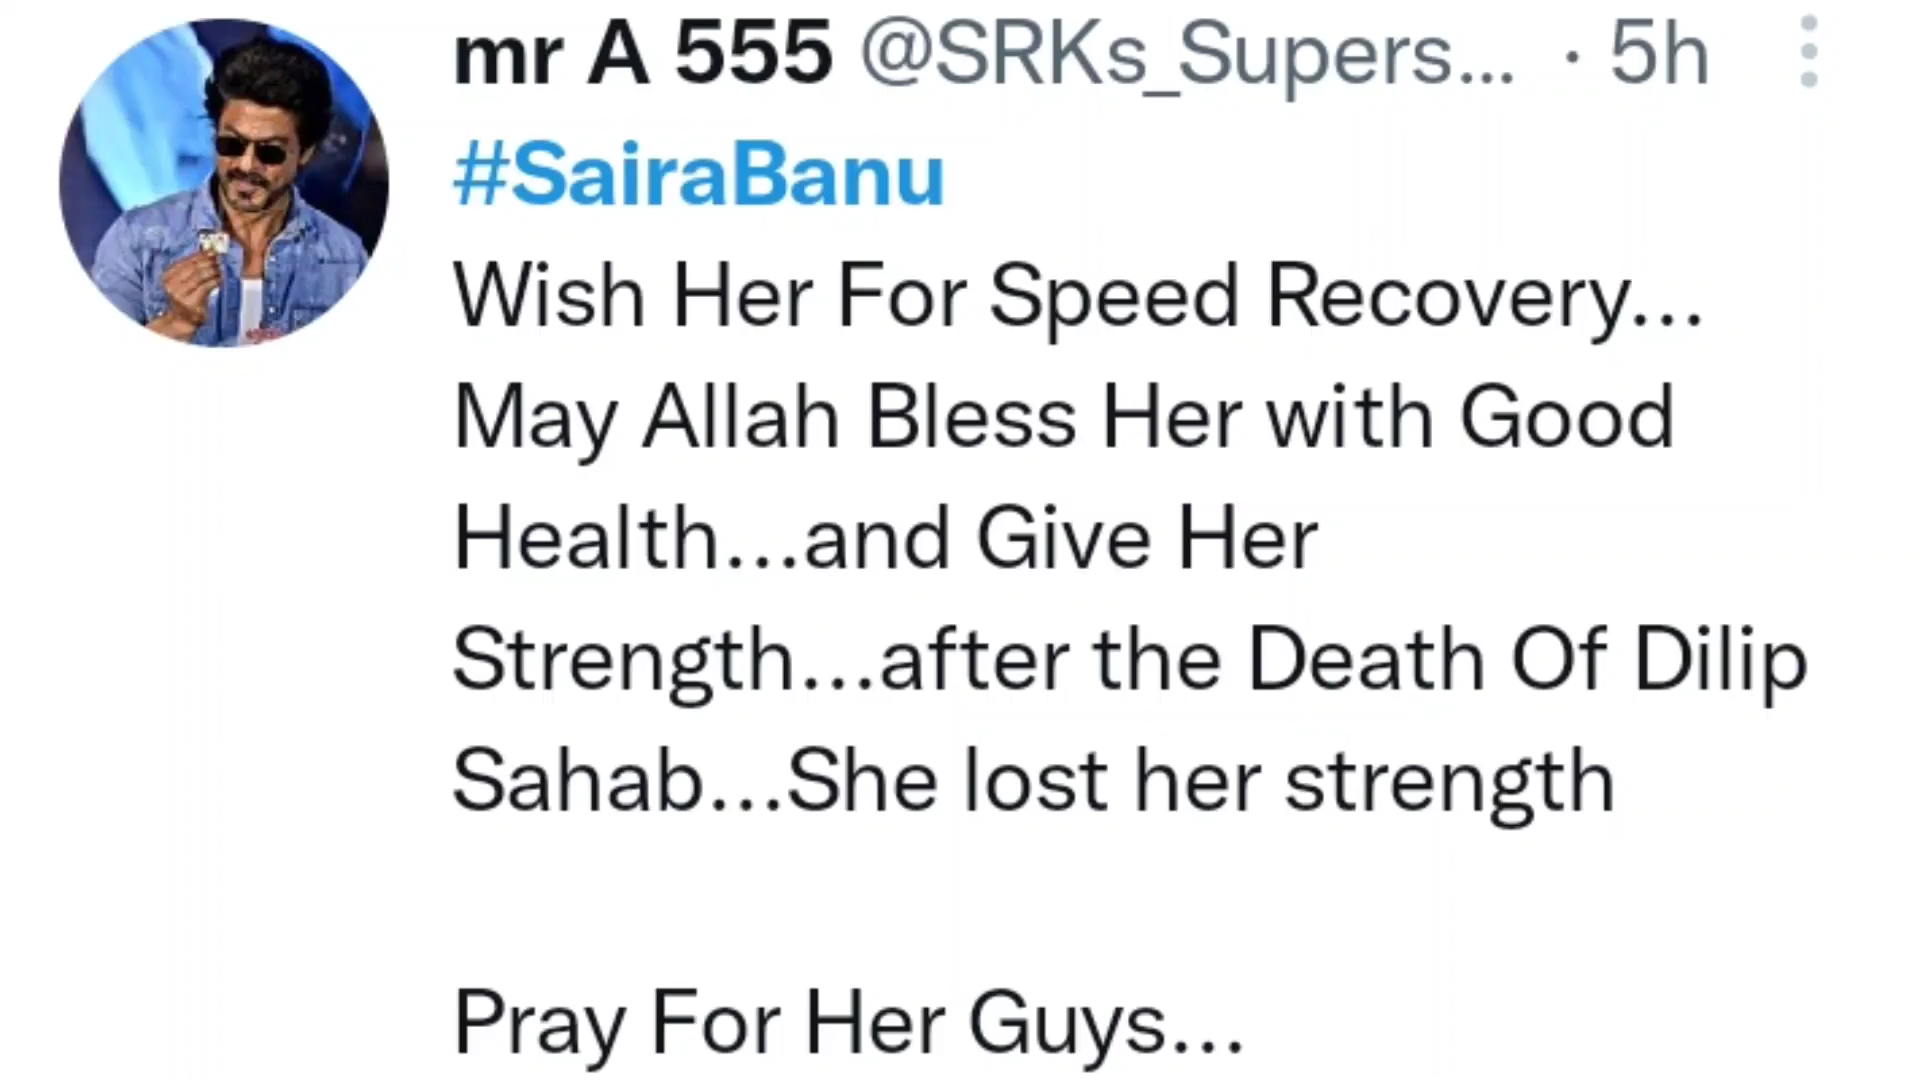 mr A 555 @SRKs_Supers... · 5h
#SairaBanu
Wish Her For Speed Recovery...
May Allah Bless Her with Good
Health...and Give Her
Strength...after the Death Of Dilip
Sahab...She lost her strength
Pray For Her Guys...